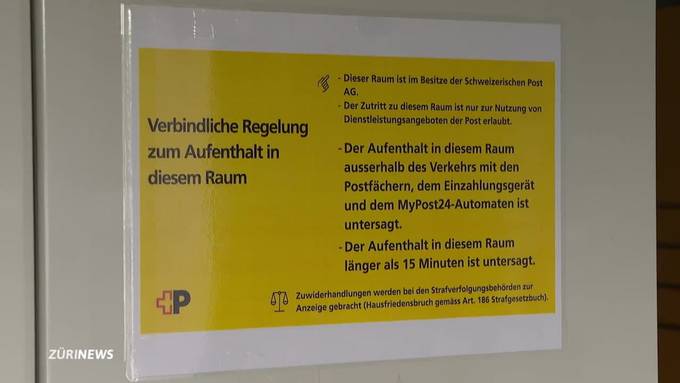 Verbindliche Regelung
zum Aufenthalt in
diesem Raum
- Dieser Raum ist im Besitze der Schweizerischen Post
AG.
- Der Zutritt zu diesem Raum ist nur zur Nutzung von
Dienstleistungsangeboten der Post erlaubt.
- Der Aufenthalt in diesem Raum
ausserhalb des Verkehrs mit den
Postfächern, dem Einzahlungsgerät
und dem MyPost24-Automaten ist
untersagt.
- Der Aufenthalt in diesem Raum
länger als 15 Minuten ist untersagt.
P
Zuwiderhandlungen werden bei den Strafverfolgungsbehörden zur
Anzeige gebracht (Hausfriedensbruch gemäss Art. 186 Strafgesetzbuch).
ZÜRINEWS